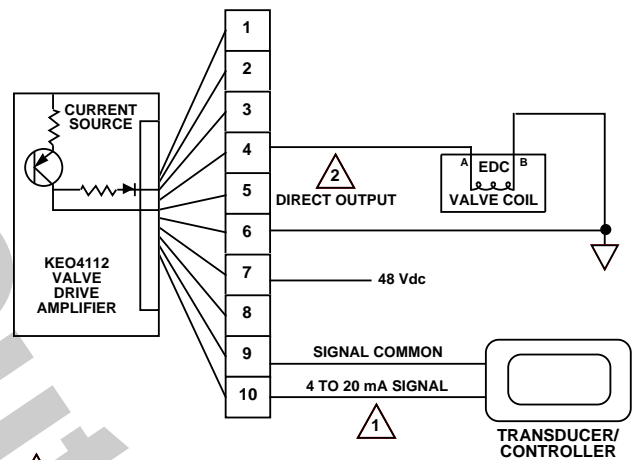 1
2
3
4
5
6
7
8
9
10
CURRENT
SOURCE
KEO4112
VALVE
DRIVE
AMPLIFIER
2
DIRECT OUTPUT
A EDC B
VALVE COIL
48 Vdc
SIGNAL COMMON
4 TO 20 mA SIGNAL
1
TRANSDUCER/
CONTROLLER